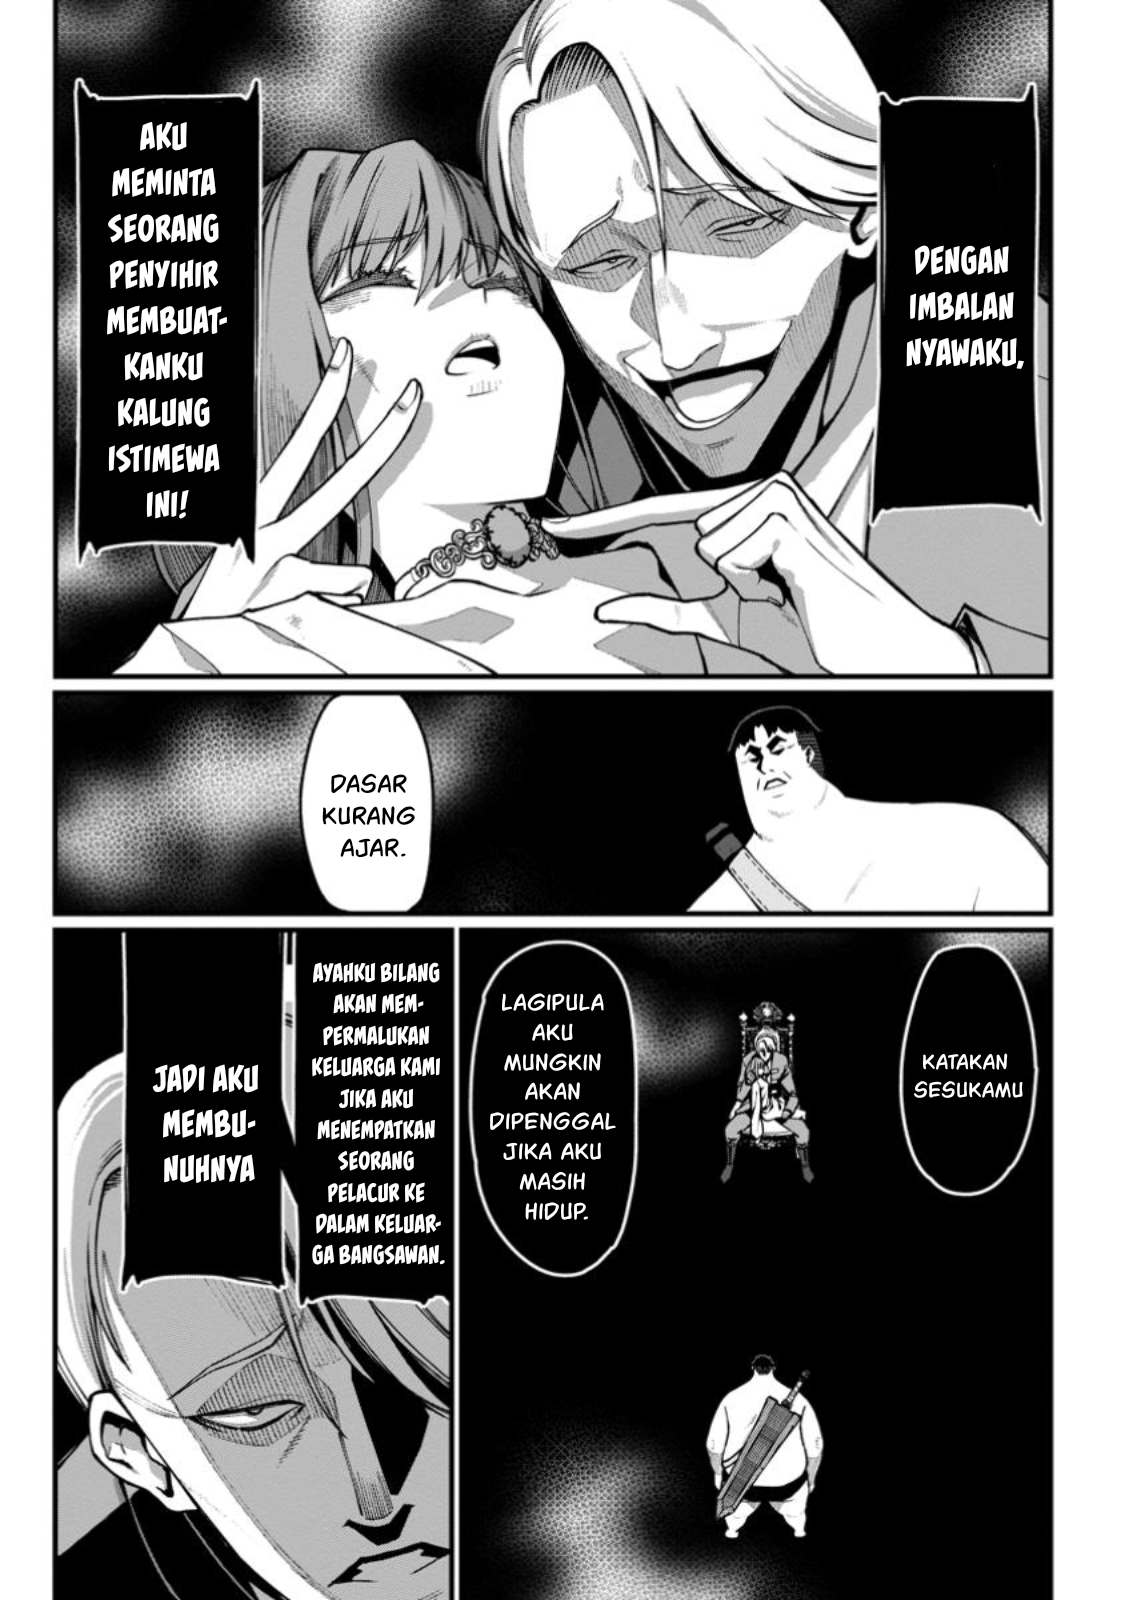 DENGAN
IMBALAN
NYAWAKU,
AKU
MEMINTA
SEORANG
PENYIHIR
MEMBUAT-
KANKU
KALUNG
ISTIMEWA
INI!
DASAR
KURANG
AJAR.
KATAKAN
SESUKAMU
LAGIPULA
AKU
MUNGKIN
AKAN
DIPENGGAL
JIKA AKU
MASIH
HIDUP.
AYAHKU BILANG
AKAN MEM-
PERMALUKAN
KELUARGA KAMI
JIKA AKU
MENEMPATKAN
SEORANG
PELACUR KE
DALAM KELUAR-
GA BANGSAWAN.
JADI AKU
MEMBU-
NUHNYA